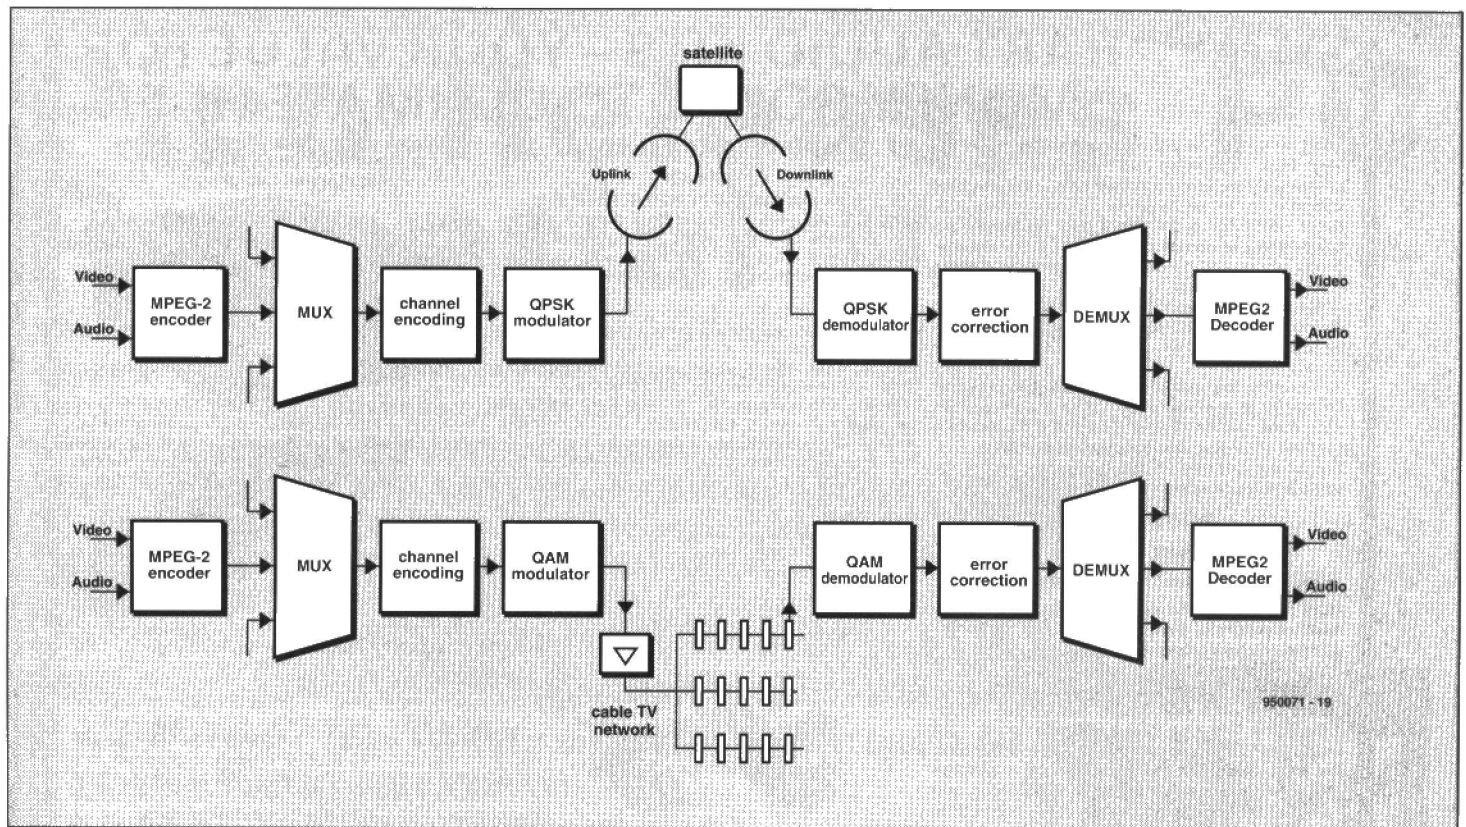 satellite
Uplink
Downlink
Video
Audio
MPEG-2
encoder
MUX
channel
encoding
QPSK
modulator
QPSK
demodulator
error
correction
DEMUX
MPEG2
Decoder
Video
Audio
Video
Audio
MPEG-2
encoder
MUX
channel
encoding
QAM
modulator
cable TV
network
QAM
demodulator
error
correction
DEMUX
MPEG2
Decoder
Video
Audio
950071 - 19